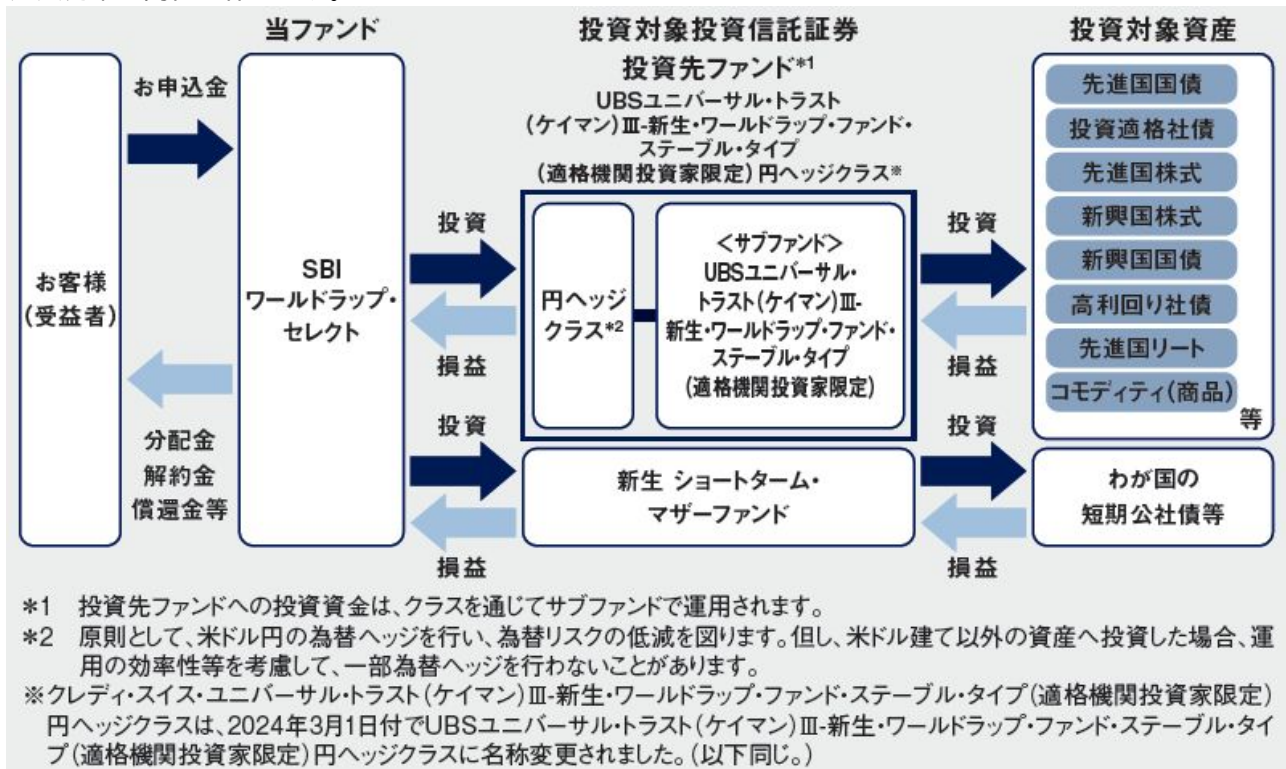 当ファンド
投資対象投資信託証券
投資対象資産
投資先ファンド*1
UBSユニバーサル・トラスト
(ケイマン)Ⅲ-新生・ワールドラップ・ファンド・
ステーブル・タイプ
(適格機関投資家限定)円ヘッジクラス※
お客様
(受益者)
お申込金
分配金
解約金
償還金等
SBI
ワールドラップ・
セレクト
投資
損益
投資
損益
円ヘッジ
クラス*2
<サブファンド>
UBSユニバーサル・
トラスト(ケイマン)Ⅲ-
新生・ワールドラップ・ファンド・
ステーブル・タイプ
(適格機関投資家限定)
新生 ショートターム・
マザーファンド
投資
損益
投資
損益
先進国国債
投資適格社債
先進国株式
新興国株式
新興国国債
高利回り社債
先進国リート
コモディティ(商品)
等
わが国の
短期公社債等
*1 投資先ファンドへの投資資金は、クラスを通じてサブファンドで運用されます。
*2 原則として、米ドル円の為替ヘッジを行い、為替リスクの低減を図ります。但し、米ドル建て以外の資産へ投資した場合、運
用の効率性等を考慮して、一部為替ヘッジを行わないことがあります。
※クレディ・スイス・ユニバーサル・トラスト(ケイマン)Ⅲ-新生・ワールドラップ・ファンド・ステーブル・タイプ(適格機関投資家限定)
円ヘッジクラスは、2024年3月1日付でUBSユニバーサル・トラスト(ケイマン)Ⅲ-新生・ワールドラップ・ファンド・ステーブル・タイ
プ(適格機関投資家限定)円ヘッジクラスに名称変更されました。(以下同じ。)